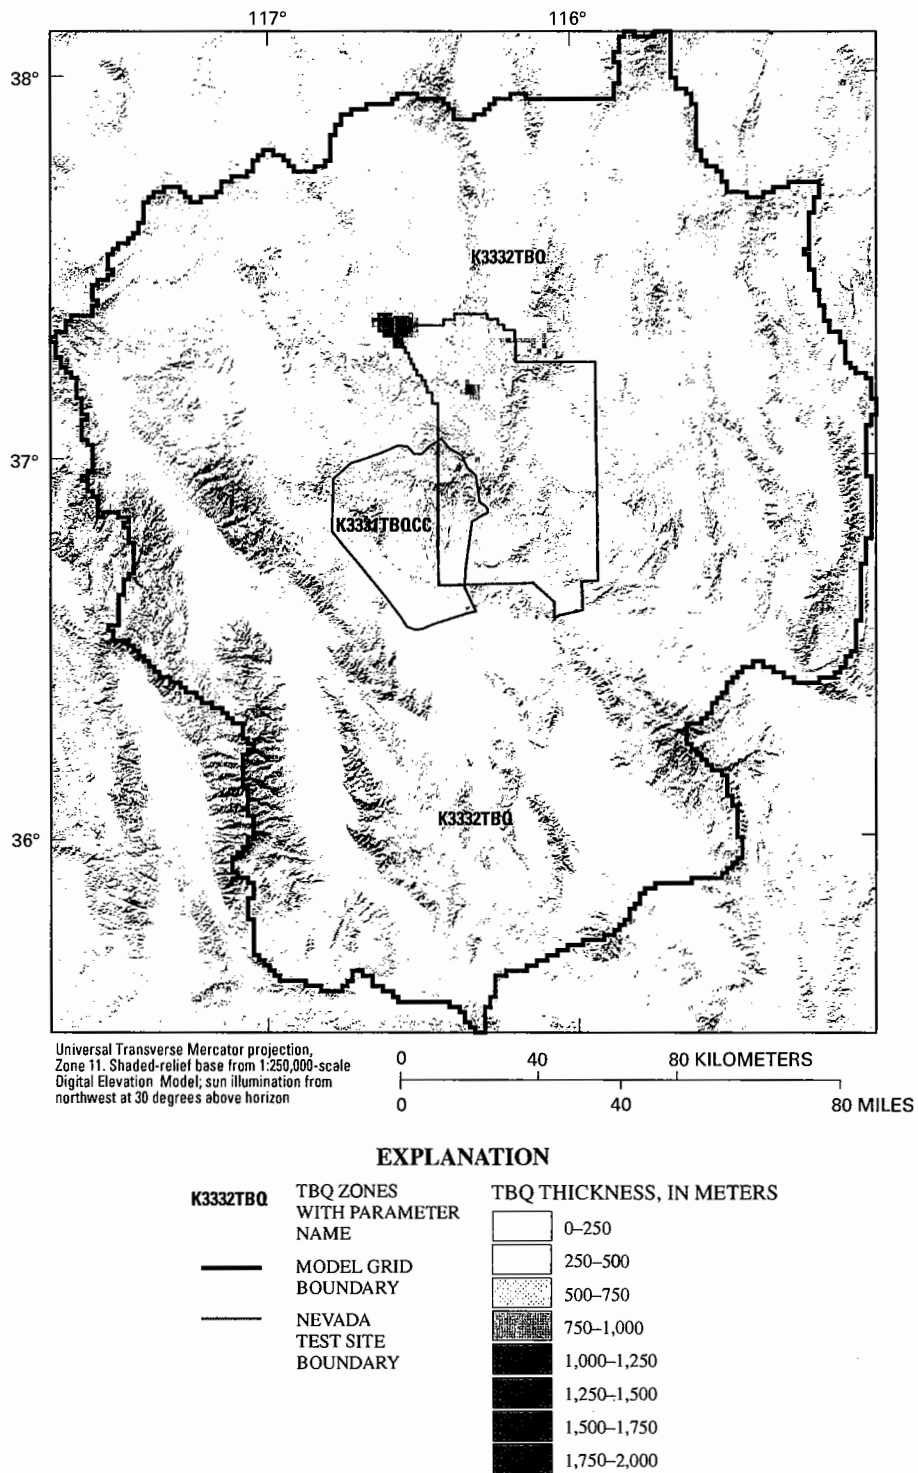 117°
116°
38°
K3332TBQ
37°
K3331TBQCC
K3332TBQ
36°
Universal Transverse Mercator projection,
Zone 11. Shaded-relief base from 1:250,000-scale
Digital Elevation Model; sun illumination from
northwest at 30 degrees above horizon
0 40 80 KILOMETERS
0 40 80 MILES
EXPLANATION
K3332TBQ
TBQ ZONES
WITH PARAMETER
NAME
MODEL GRID
BOUNDARY
NEVADA
TEST SITE
BOUNDARY
TBQ THICKNESS, IN METERS
0–250
250–500
500–750
750–1,000
1,000–1,250
1,250–1,500
1,500–1,750
1,750–2,000